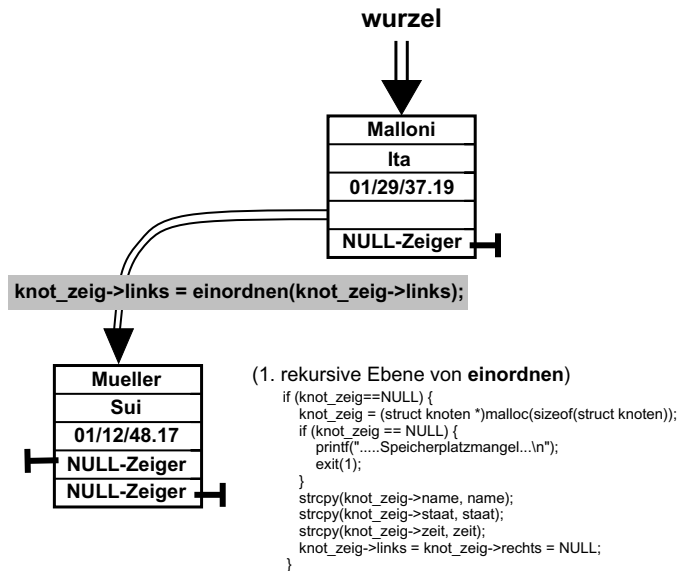 wurzel
Malloni
Ita
01/29/37.19
NULL-Zeiger
knot_zeig->links = einordnen(knot_zeig->links);
Mueller
Sui
01/12/48.17
NULL-Zeiger
NULL-Zeiger
(1. rekursive Ebene von einordnen)
if (knot_zeig==NULL) {
knot_zeig = (struct knoten *)malloc(sizeof(struct knoten));
if (knot_zeig == NULL) {
printf(".....Speicherplatzmangel...\n");
exit(1);
}
strcpy(knot_zeig->name, name);
strcpy(knot_zeig->staat, staat);
strcpy(knot_zeig->zeit, zeit);
knot_zeig->links = knot_zeig->rechts = NULL;
}